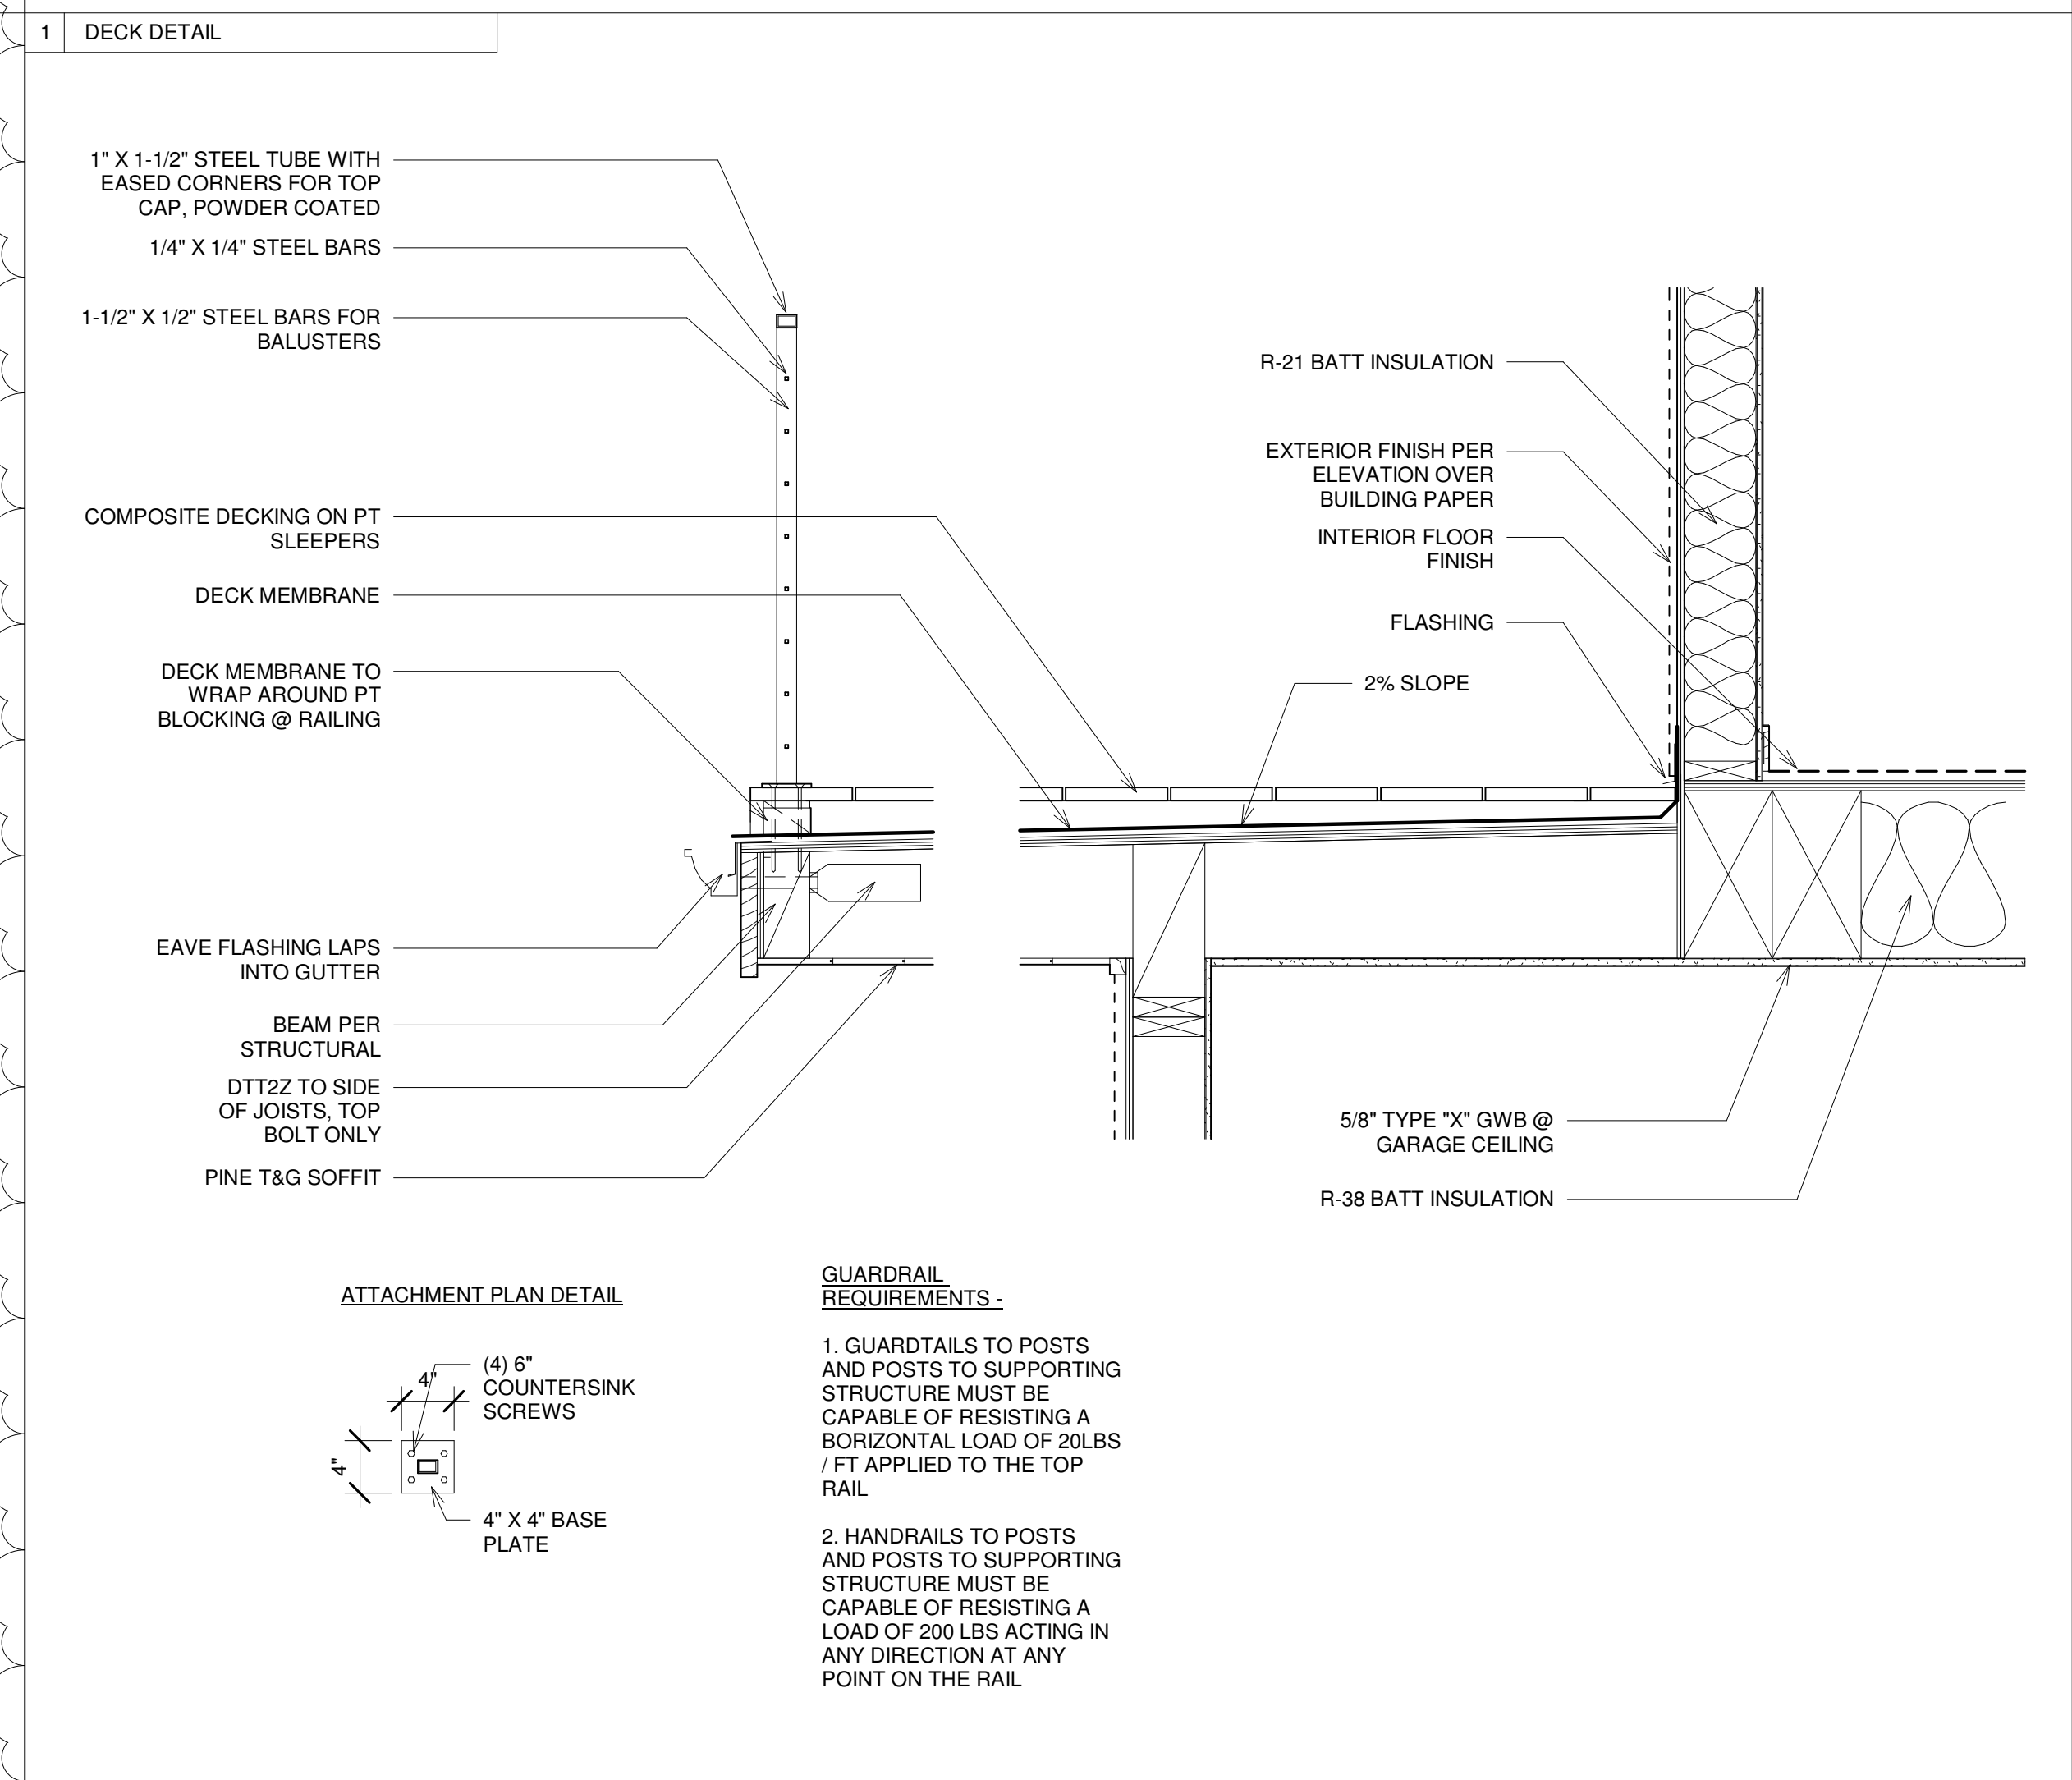 1 DECK DETAIL
1" X 1-1/2" STEEL TUBE WITH
EASED CORNERS FOR TOP
CAP, POWDER COATED
1/4" X 1/4" STEEL BARS
1-1/2" X 1/2" STEEL BARS FOR
BALUSTERS
COMPOSITE DECKING ON PT
SLEEPERS
DECK MEMBRANE
DECK MEMBRANE TO
WRAP AROUND PT
BLOCKING @ RAILING
EAVE FLASHING LAPS
INTO GUTTER
BEAM PER
STRUCTURAL
DTT2Z TO SIDE
OF JOISTS, TOP
BOLT ONLY
PINE T&G SOFFIT
R-21 BATT INSULATION
EXTERIOR FINISH PER
ELEVATION OVER
BUILDING PAPER
INTERIOR FLOOR
FINISH
FLASHING
2% SLOPE
5/8" TYPE "X" GWB @
GARAGE CEILING
R-38 BATT INSULATION
ATTACHMENT PLAN DETAIL
(4) 6"
COUNTERSINK
SCREWS
4"
4"
4" X 4" BASE
PLATE
GUARDRAIL
REQUIREMENTS -
1. GUARDTAILS TO POSTS
AND POSTS TO SUPPORTING
STRUCTURE MUST BE
CAPABLE OF RESISTING A
BORIZONTAL LOAD OF 20LBS
/ FT APPLIED TO THE TOP
RAIL
2. HANDRAILS TO POSTS
AND POSTS TO SUPPORTING
STRUCTURE MUST BE
CAPABLE OF RESISTING A
LOAD OF 200 LBS ACTING IN
ANY DIRECTION AT ANY
POINT ON THE RAIL